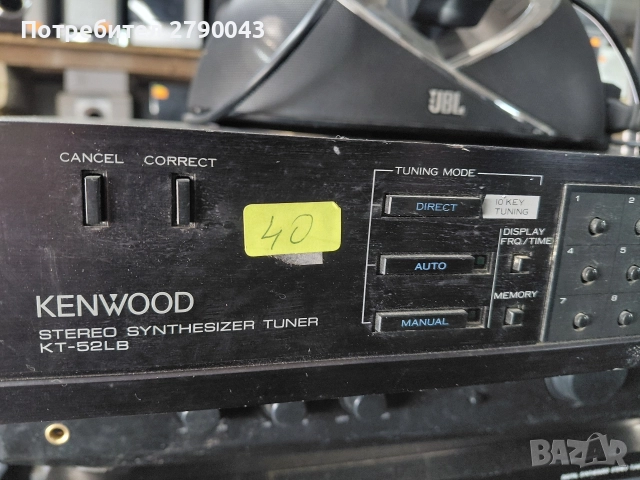 Потребител 2790043
JBL
CANCEL CORRECT
TUNING MODE
DIRECT
10 KEY
TUNING
40
AUTO
DISPLAY
FRQ./TIME
MANUAL
MEMORY
1 2
4 5
7 8
KENWOOD
STEREO SYNTHESIZER TUNER
KT-52LB
BAZAR